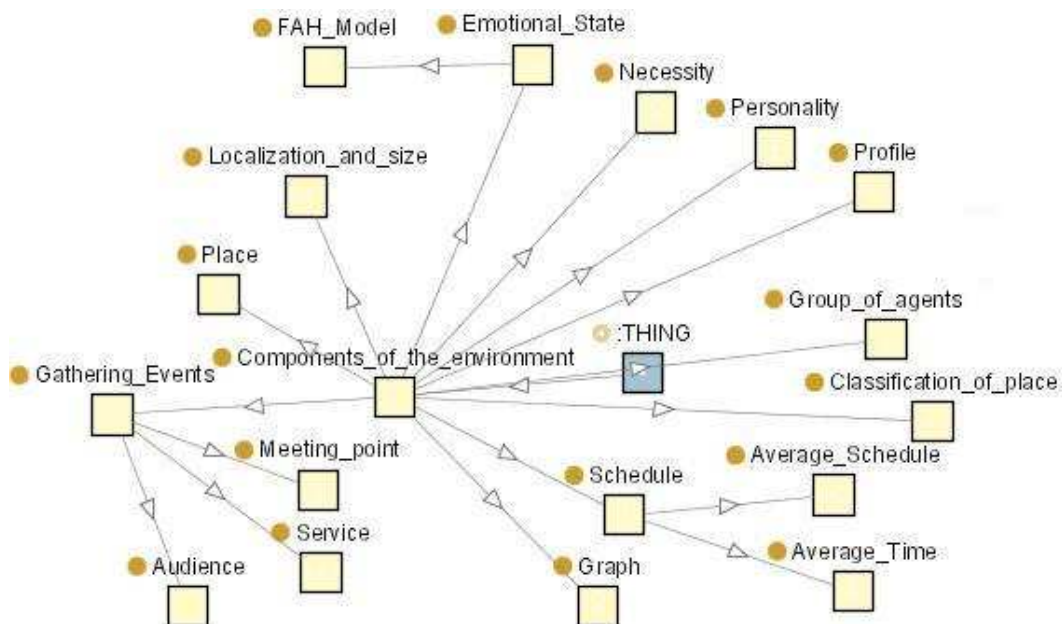 FAH_Model
Emotional_State
Necessity
Personality
Profile
Localization_and_size
Place
Group_of_agents
:THING
Components_of_the_environment
Gathering_Events
Classification_of_place
Meeting_point
Schedule
Average_Schedule
Service
Audience
Graph
Average_Time